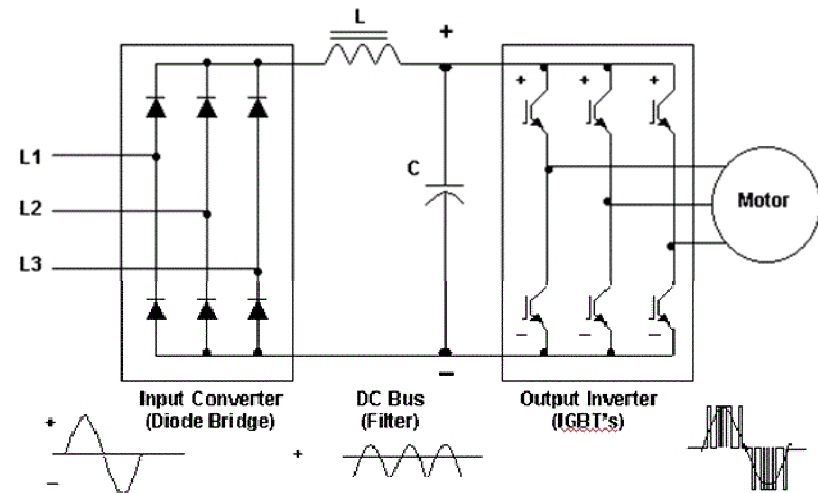 L
+
+ + +
L1
C
L2
Motor
L3
− − −
−
Input Converter
(Diode Bridge)
DC Bus
(Filter)
Output Inverter
(IGBT's)
+
+
−